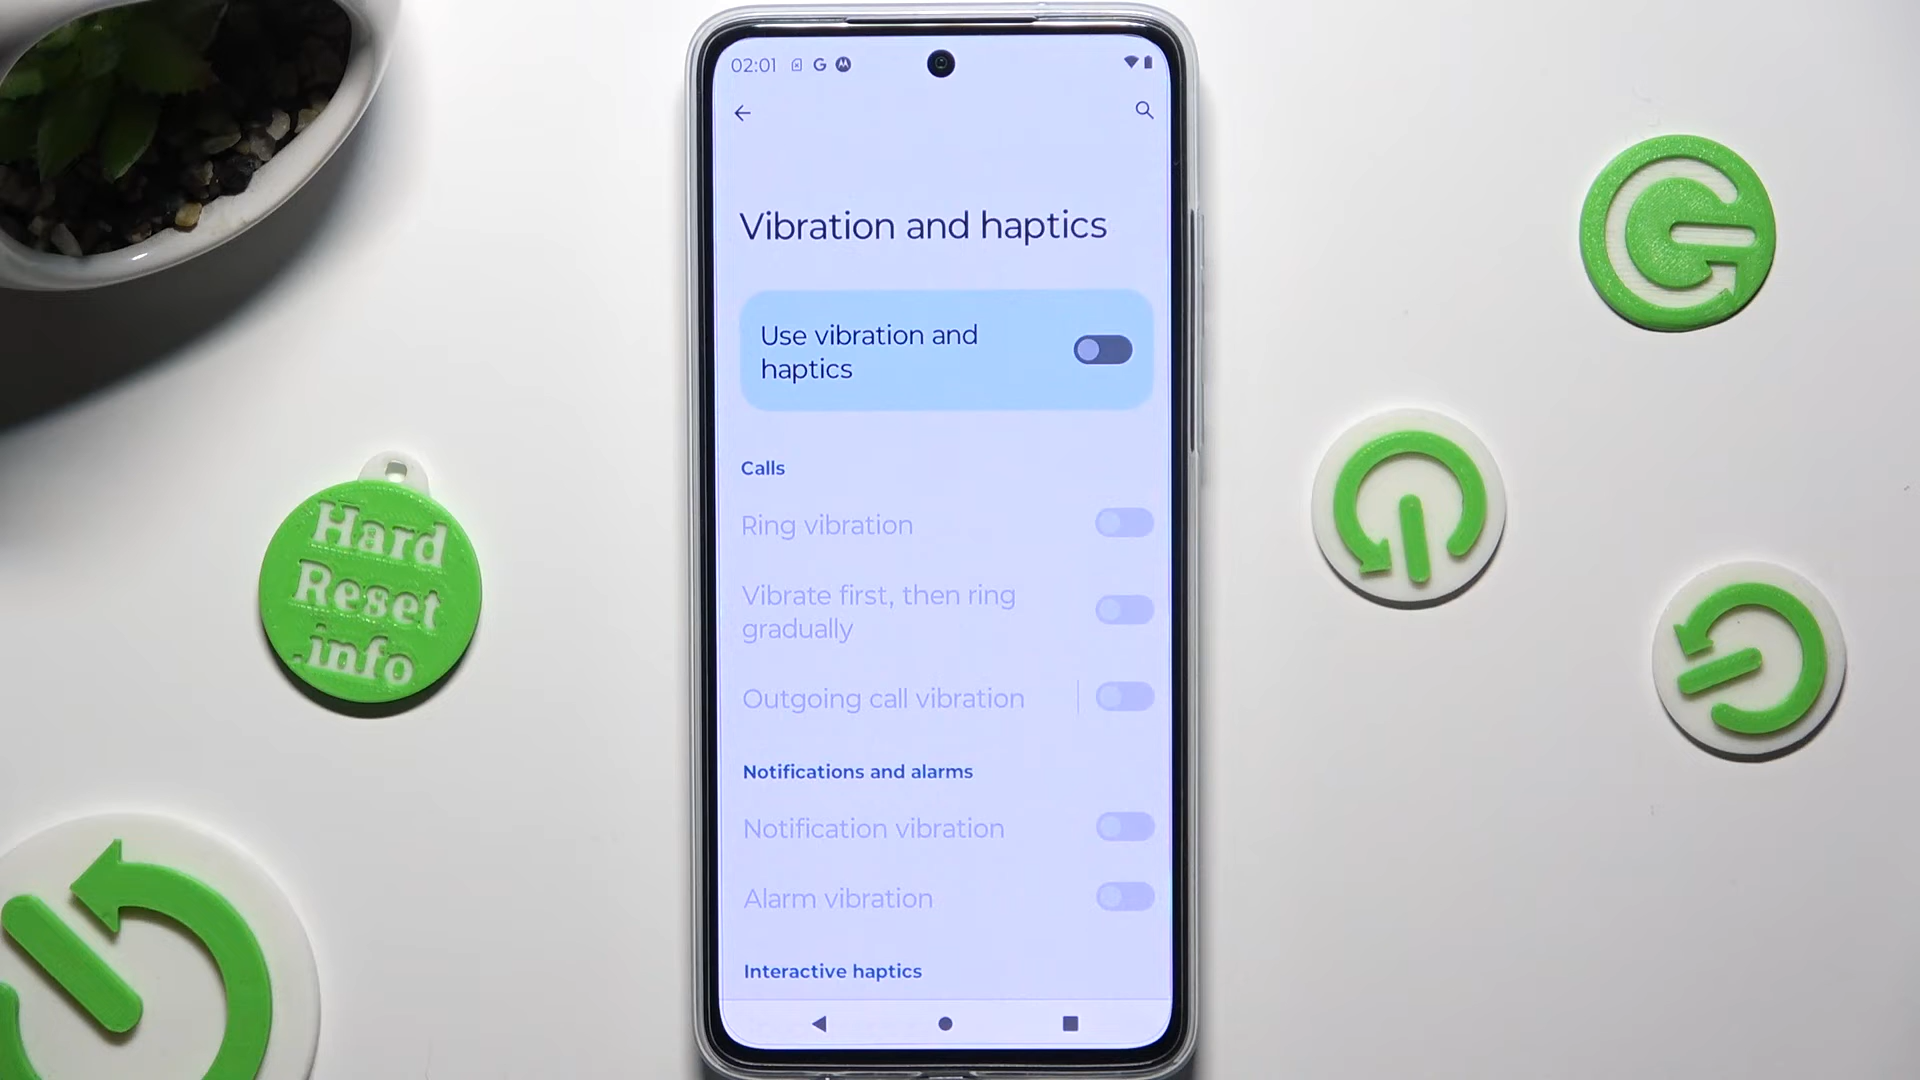 02:01
Vibration and haptics
Use vibration and
haptics
Calls
Ring vibration
Vibrate first, then ring
gradually
Outgoing call vibration
Notifications and alarms
Notification vibration
Alarm vibration
Interactive haptics
Hard
Reset
.info